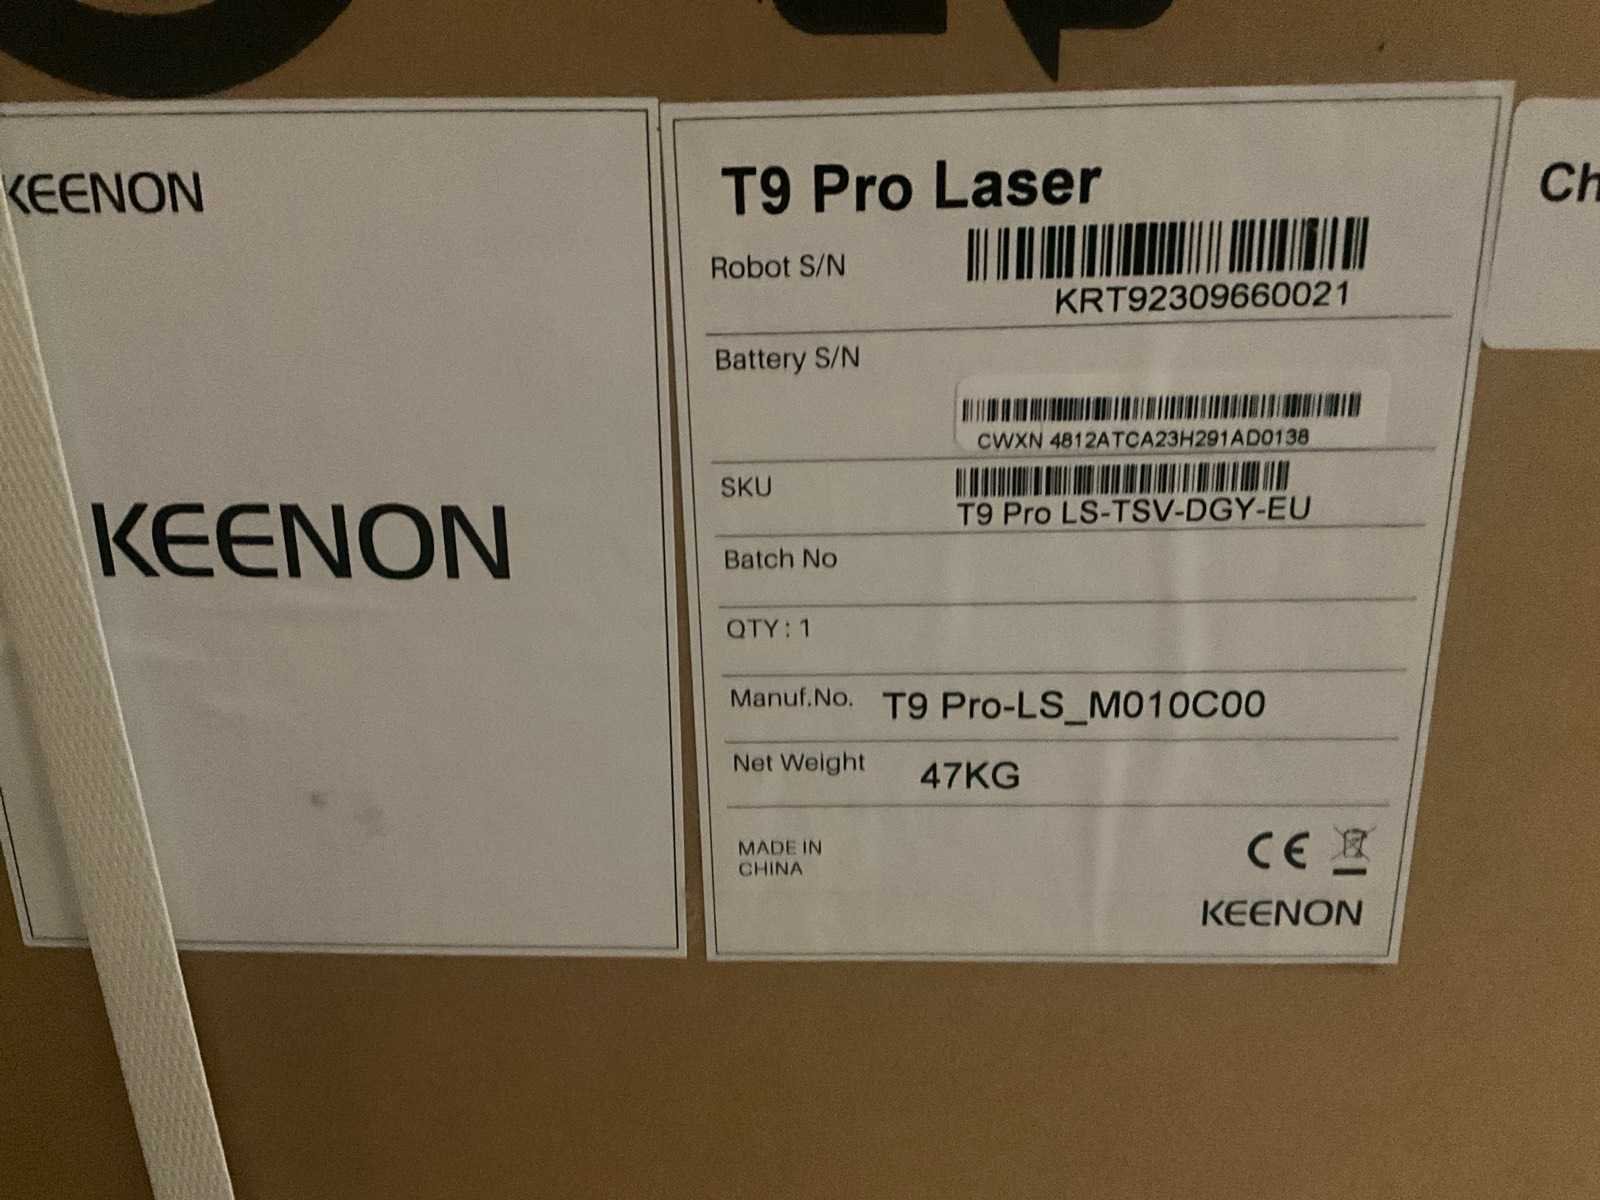 KEENON
KEENON
T9 Pro Laser
Robot S/N
KRT92309660021
Battery S/N
CWXN 4812ATCA23H291AD0138
SKU
T9 Pro LS-TSV-DGY-EU
Batch No
QTY: 1
Manuf.No. T9 Pro-LS_M010C00
Net Weight 47KG
MADE IN
CHINA
CE
KEENON
Ch